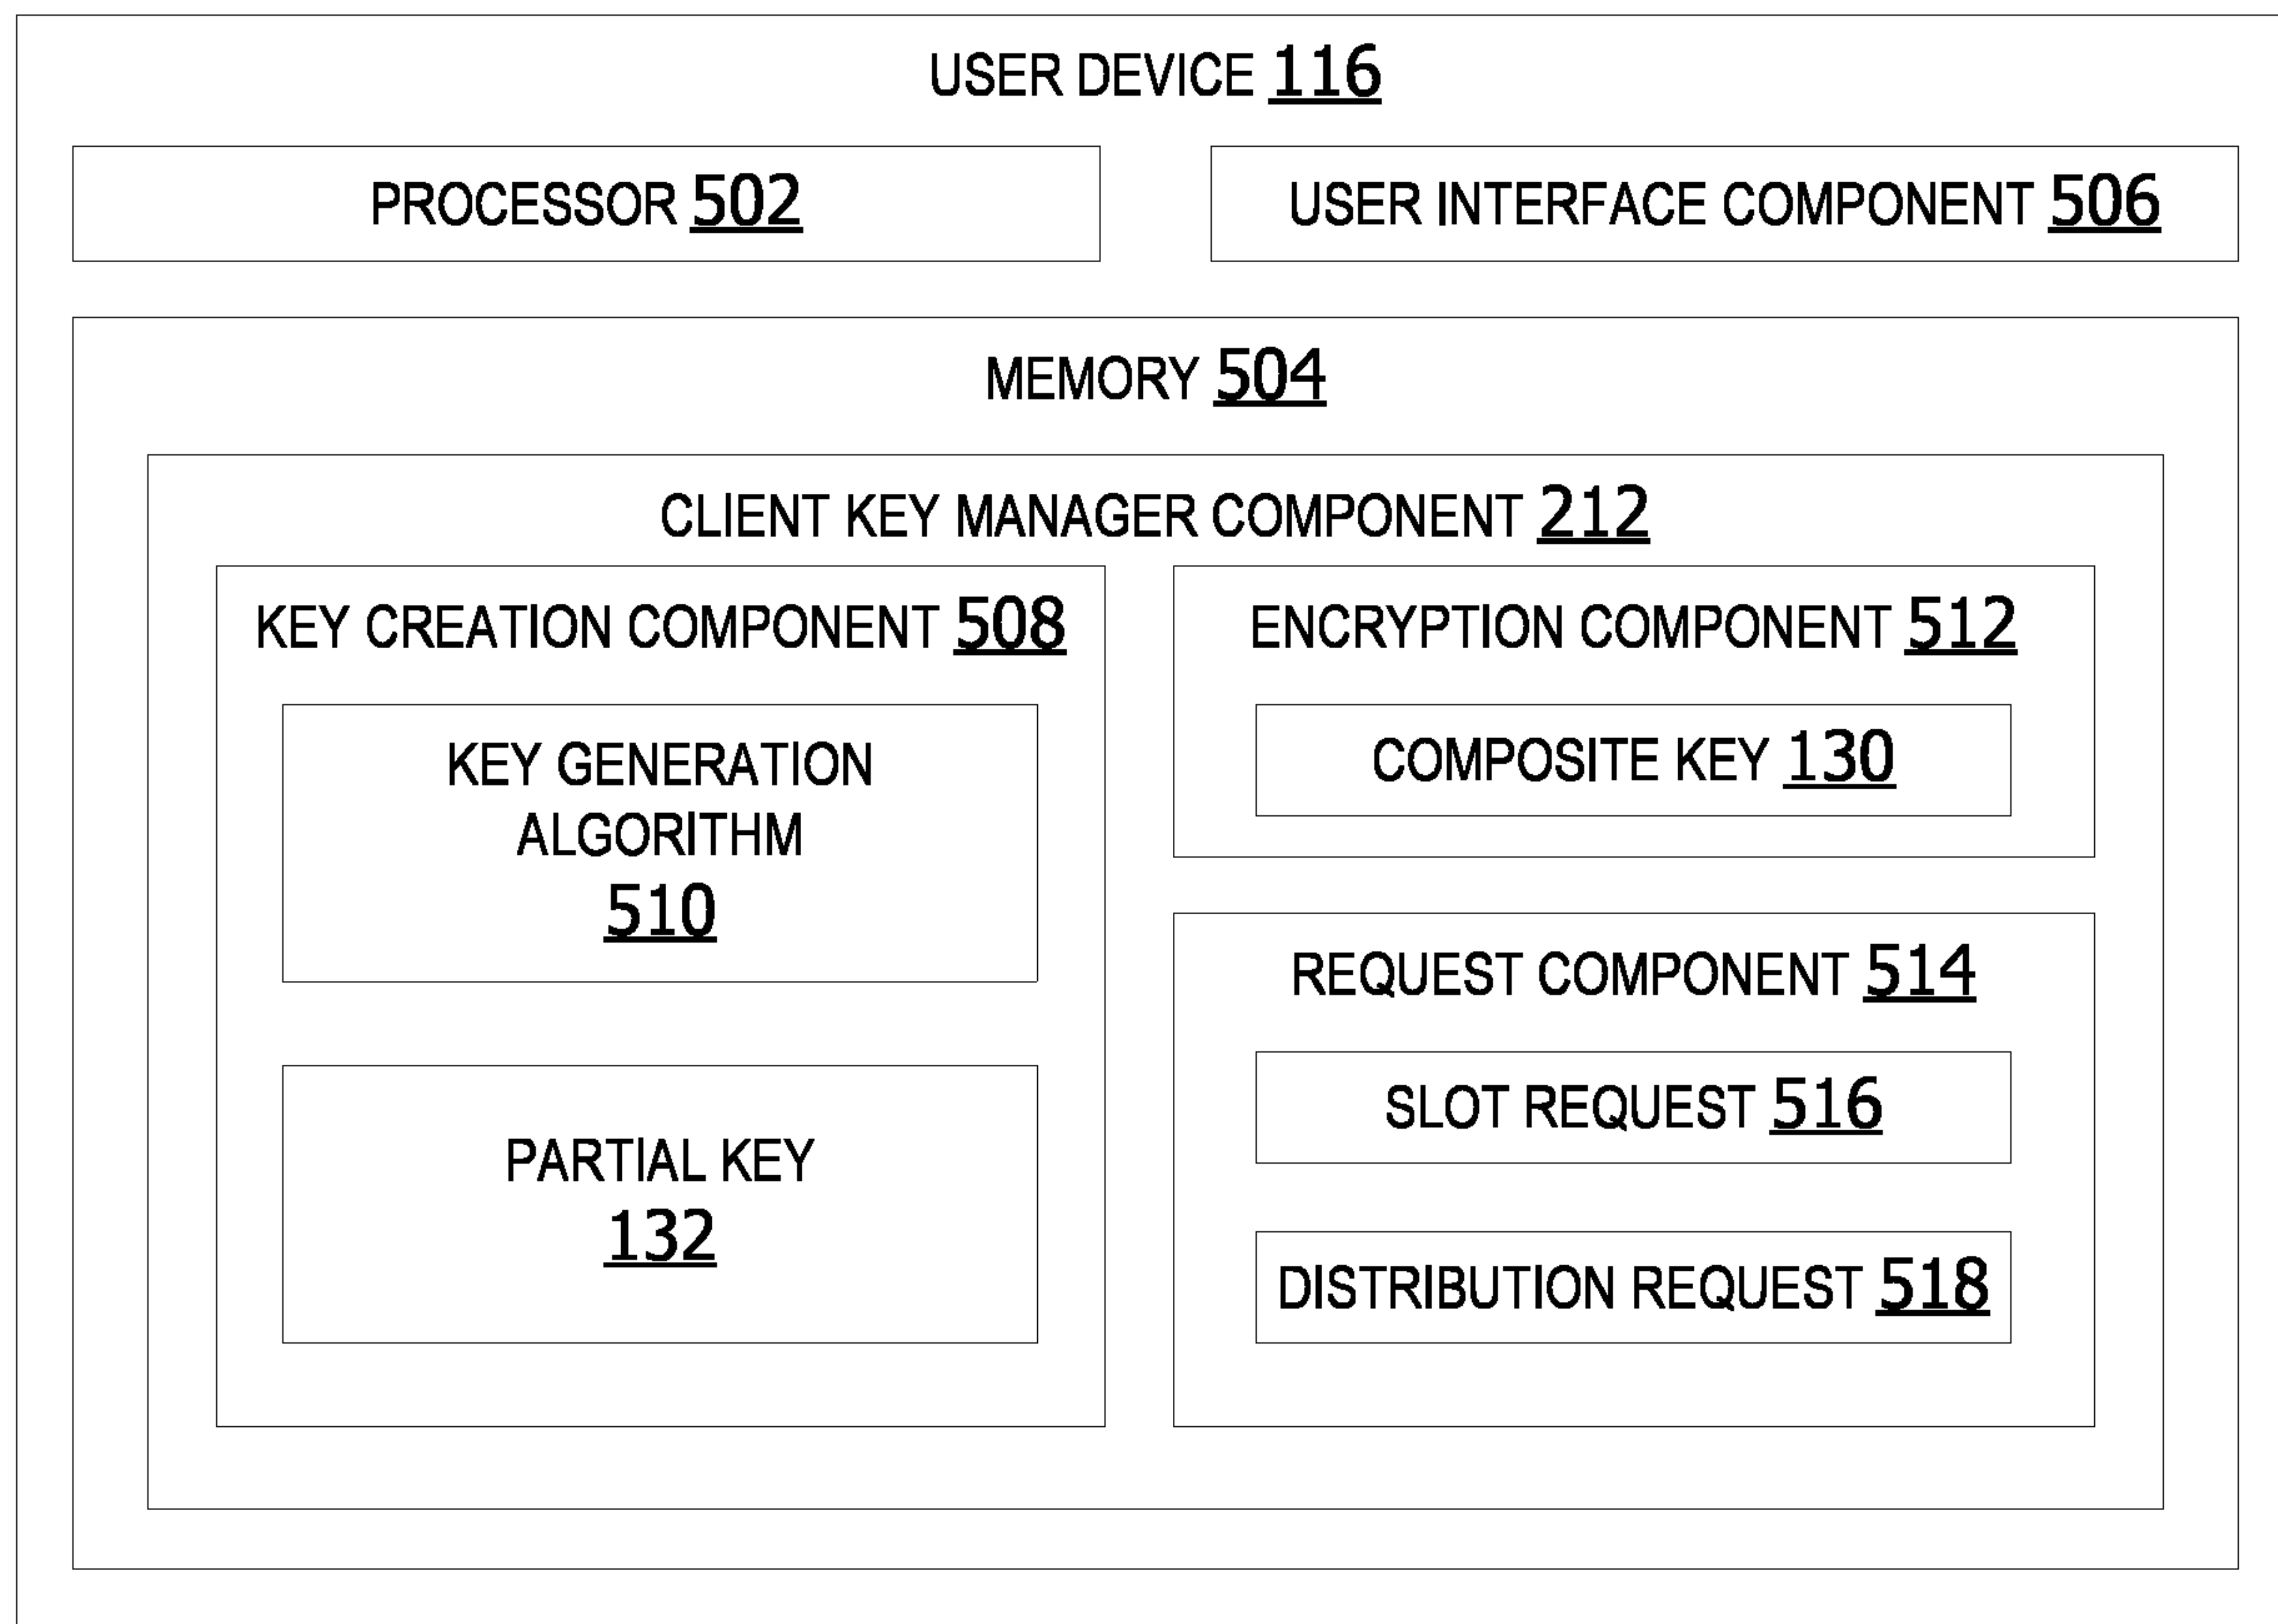 USER DEVICE 116
PROCESSOR 502
USER INTERFACE COMPONENT 506
MEMORY 504
CLIENT KEY MANAGER COMPONENT 212
KEY CREATION COMPONENT 508
KEY GENERATION
ALGORITHM
510
PARTIAL KEY
132
ENCRYPTION COMPONENT 512
COMPOSITE KEY 130
REQUEST COMPONENT 514
SLOT REQUEST 516
DISTRIBUTION REQUEST 518